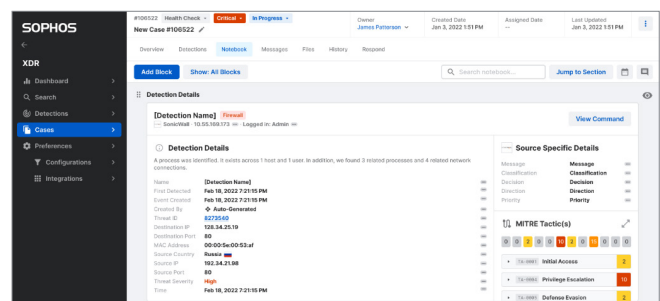 SOPHOS
XDR
Dashboard
Search
Detections
Cases
Preferences
Configurations
Integrations
#106522 Health Check Critical In Progress
New Case #106522
Owner
James Patterson
Created Date
Jan 3, 2022 1:51 PM
Assigned Date
--
Last Updated
Jan 3, 2022 1:51 PM
Overview Detections Notebook Messages Files History Respond
Add Block Show: All Blocks Search notebook... Jump to Section
Detection Details
[Detection Name] Firewall
SonicWall · 10.55.169.173 · Logged in: Admin
View Command
Detection Details
A process was identified. It exists across 1 host and 1 user. In addition, we found 3 related processes and 4 related network
connections.
Name [Detection Name]
First Detected Feb 18, 2022 7:21:15 PM
Event Created Feb 18, 2022 7:21:15 PM
Created By Auto-Generated
Threat ID 8273540
Destination IP 128.34.25.19
Destination Port 80
MAC Address 00:00:5e:00:53:af
Source Country Russia
Source IP 192.34.21.98
Source Port 80
Threat Severity High
Time Feb 18, 2022 7:21:15 PM
Source Specific Details
Message Message
Classification Classification
Decision Decision
Direction Direction
Priority Priority
MITRE Tactic(s)
0 0 2 0 0 10 2 0 10 0 0 0
TA-0001 Initial Access 2
TA-0004 Privilege Escalation 10
TA-0005 Defense Evasion 2